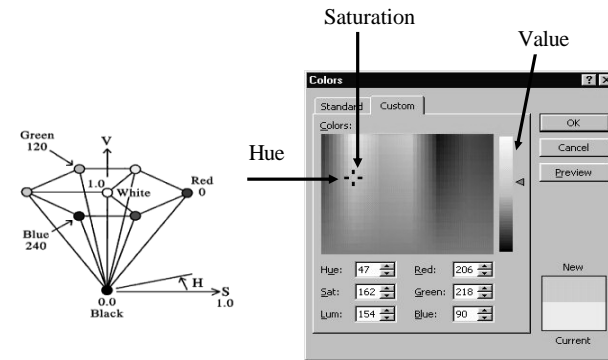 Saturation
Value
Hue
Green
120
V
1.0
White
Red
0
Blue
240
H
S
0.0
1.0
Black
Colors
? X
Standard
Custom
Colors:
OK
Cancel
Preview
Hue: 47
Red: 206
Sat: 162
Green: 218
Lum: 154
Blue: 90
New
Current